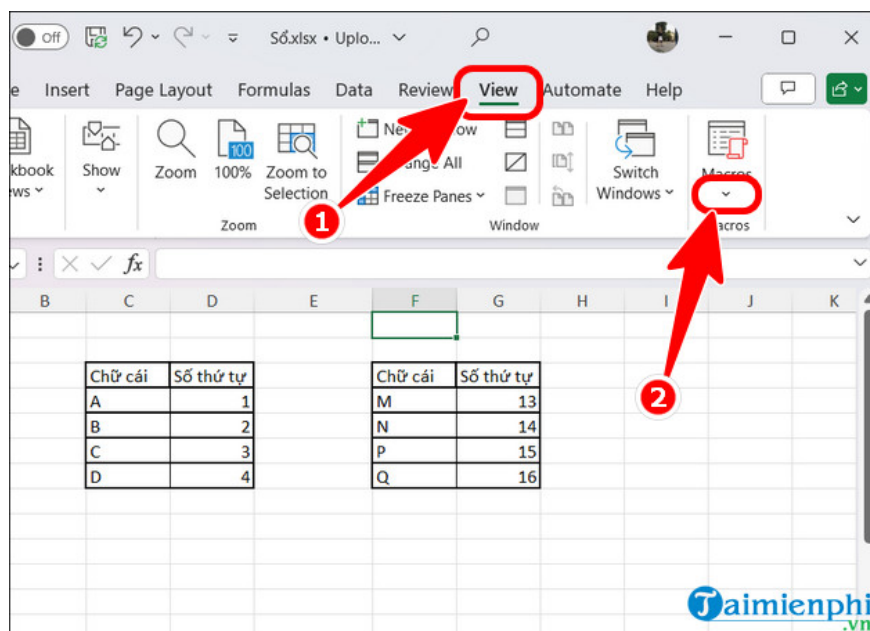 Off Số.xlsx • Uplo...
e Insert Page Layout Formulas Data Review View Automate Help
100
kbook Show Zoom 100% Zoom to Macros
ws Selection
Switch
Windows
All
Freeze Panes
Zoom Window
1
fx
B C D E F G H I J K
Chữ cái Số thứ tự Chữ cái Số thứ tự
A 1 M 13
B 2 N 14
C 3 P 15
D 4 Q 16
2
Taimienphi
.vn